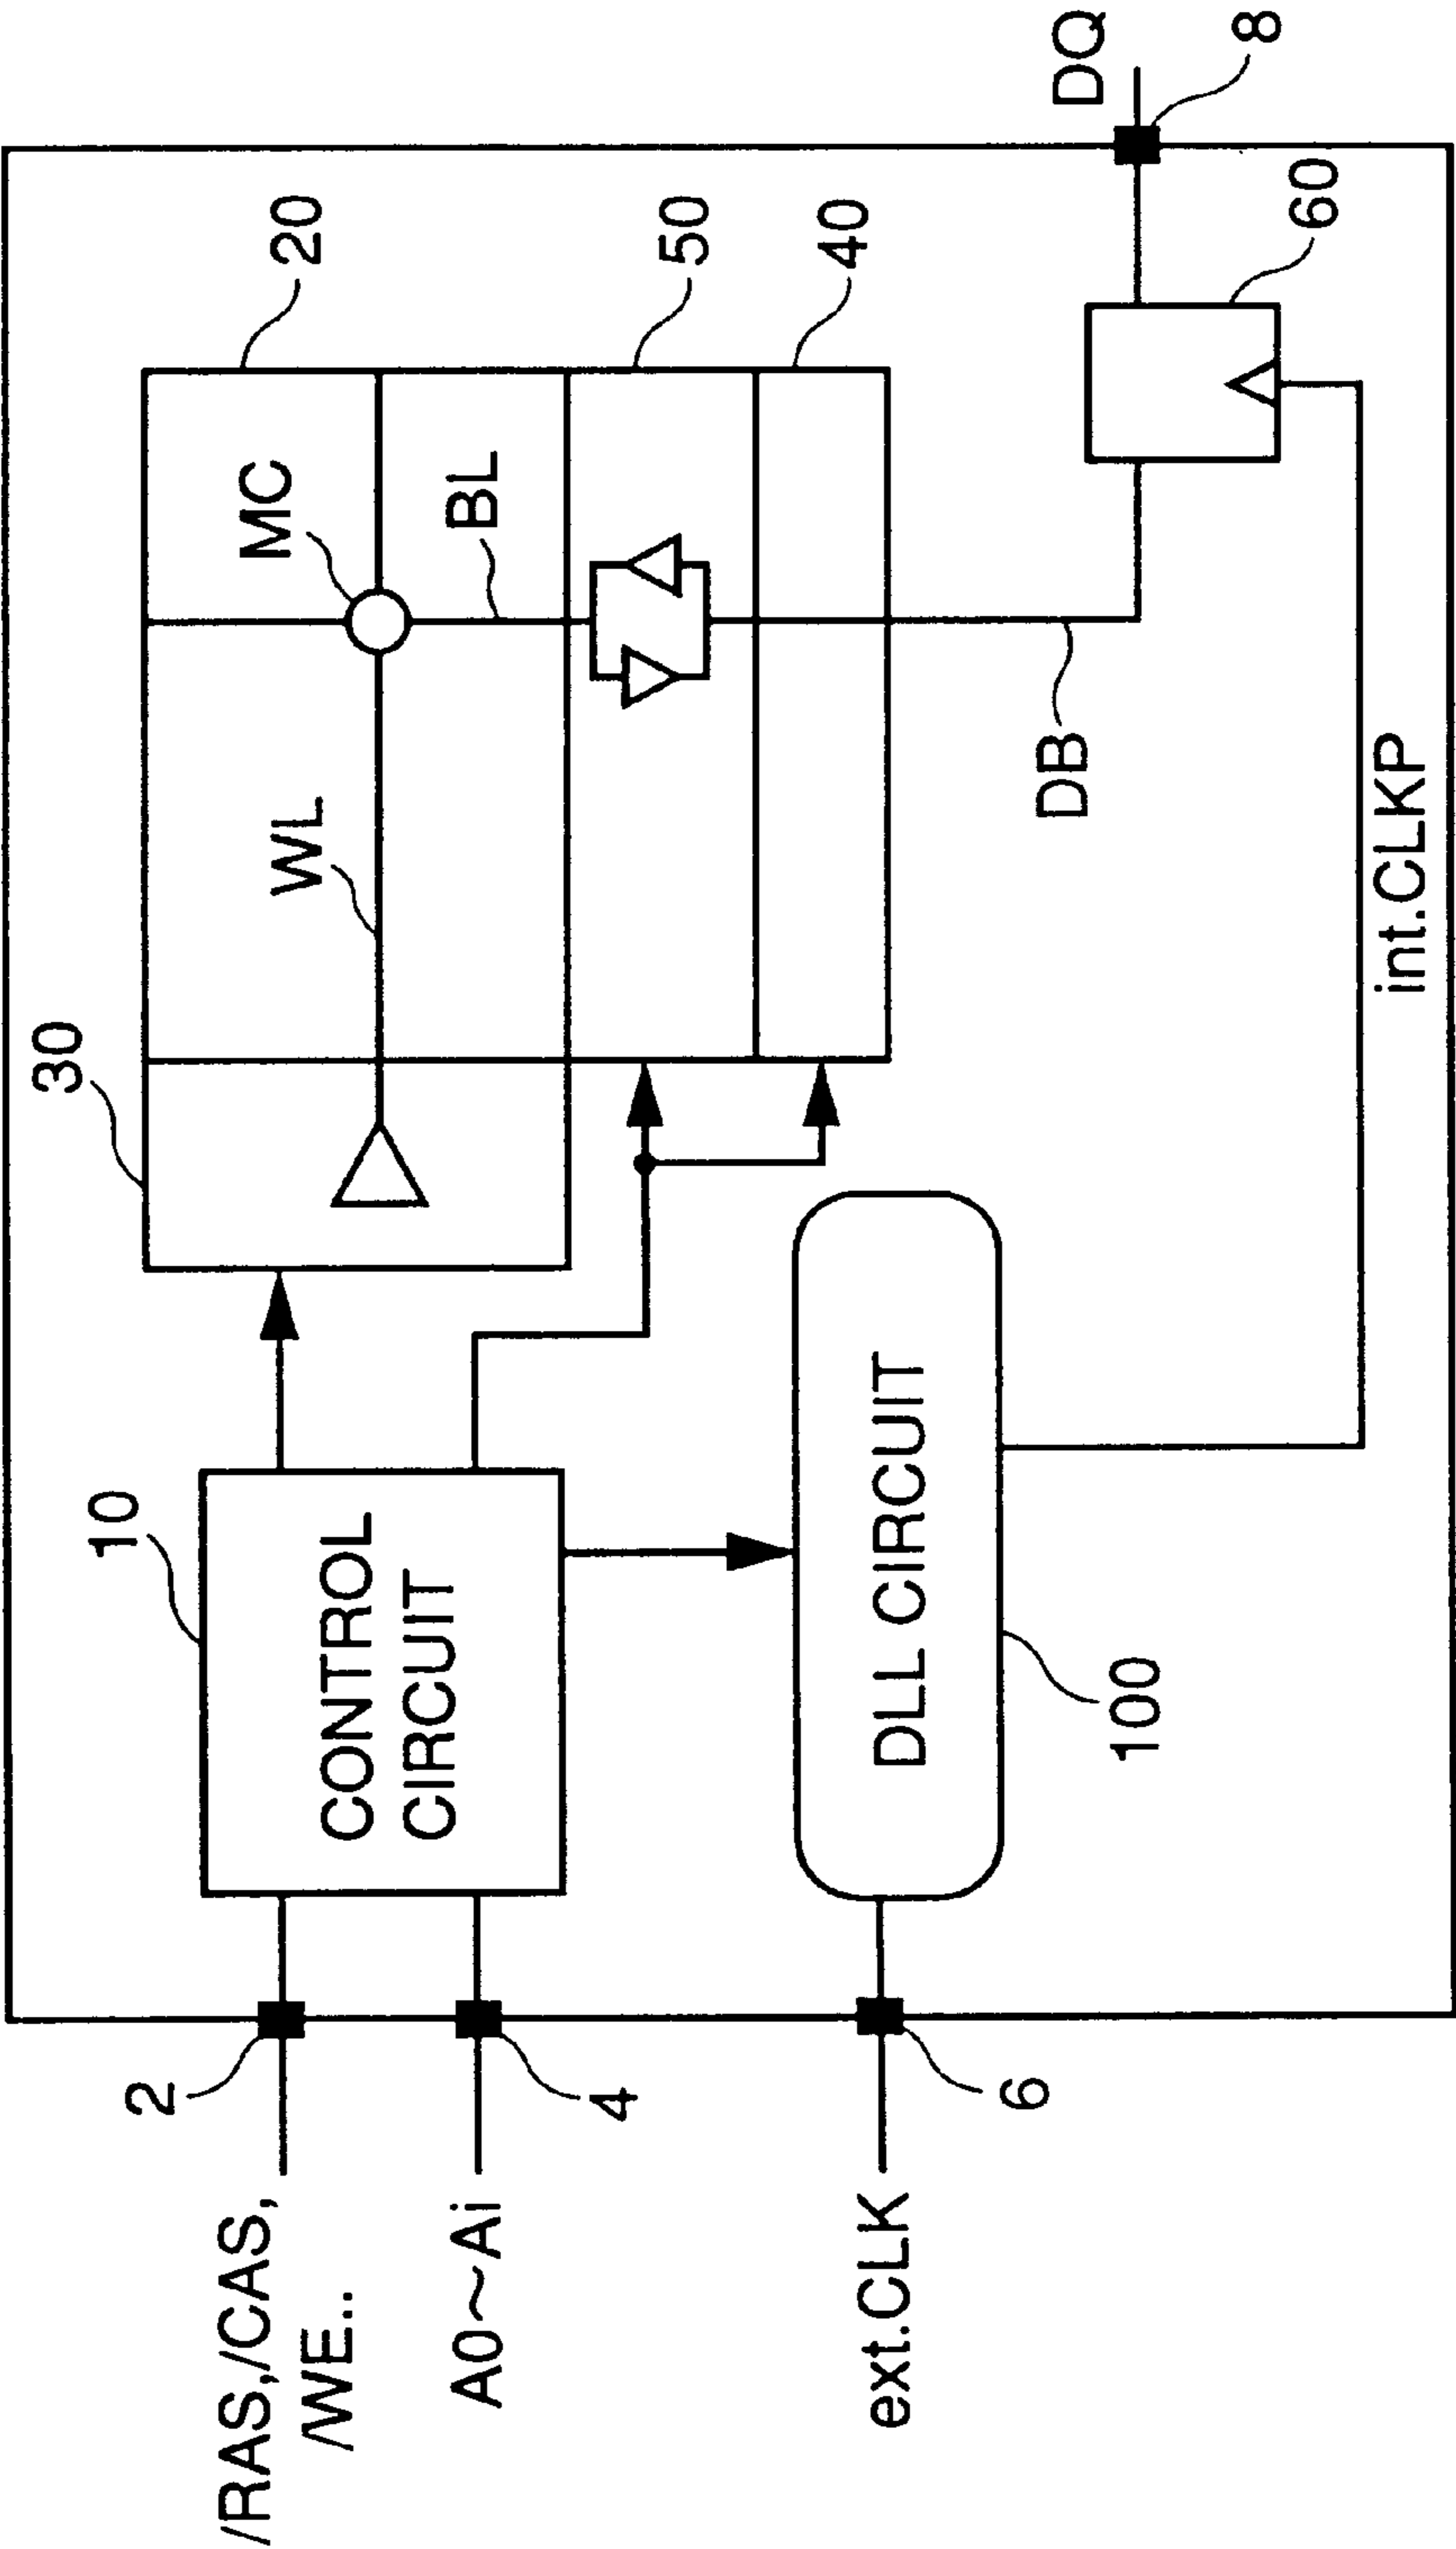 30
20
MC
WL
BL
50
40
10
CONTROL
CIRCUIT
2
/RAS,/CAS,
/WE..
4
A0~Ai
DLL CIRCUIT
100
6
ext.CLK
DB
int.CLKP
60
DQ
8